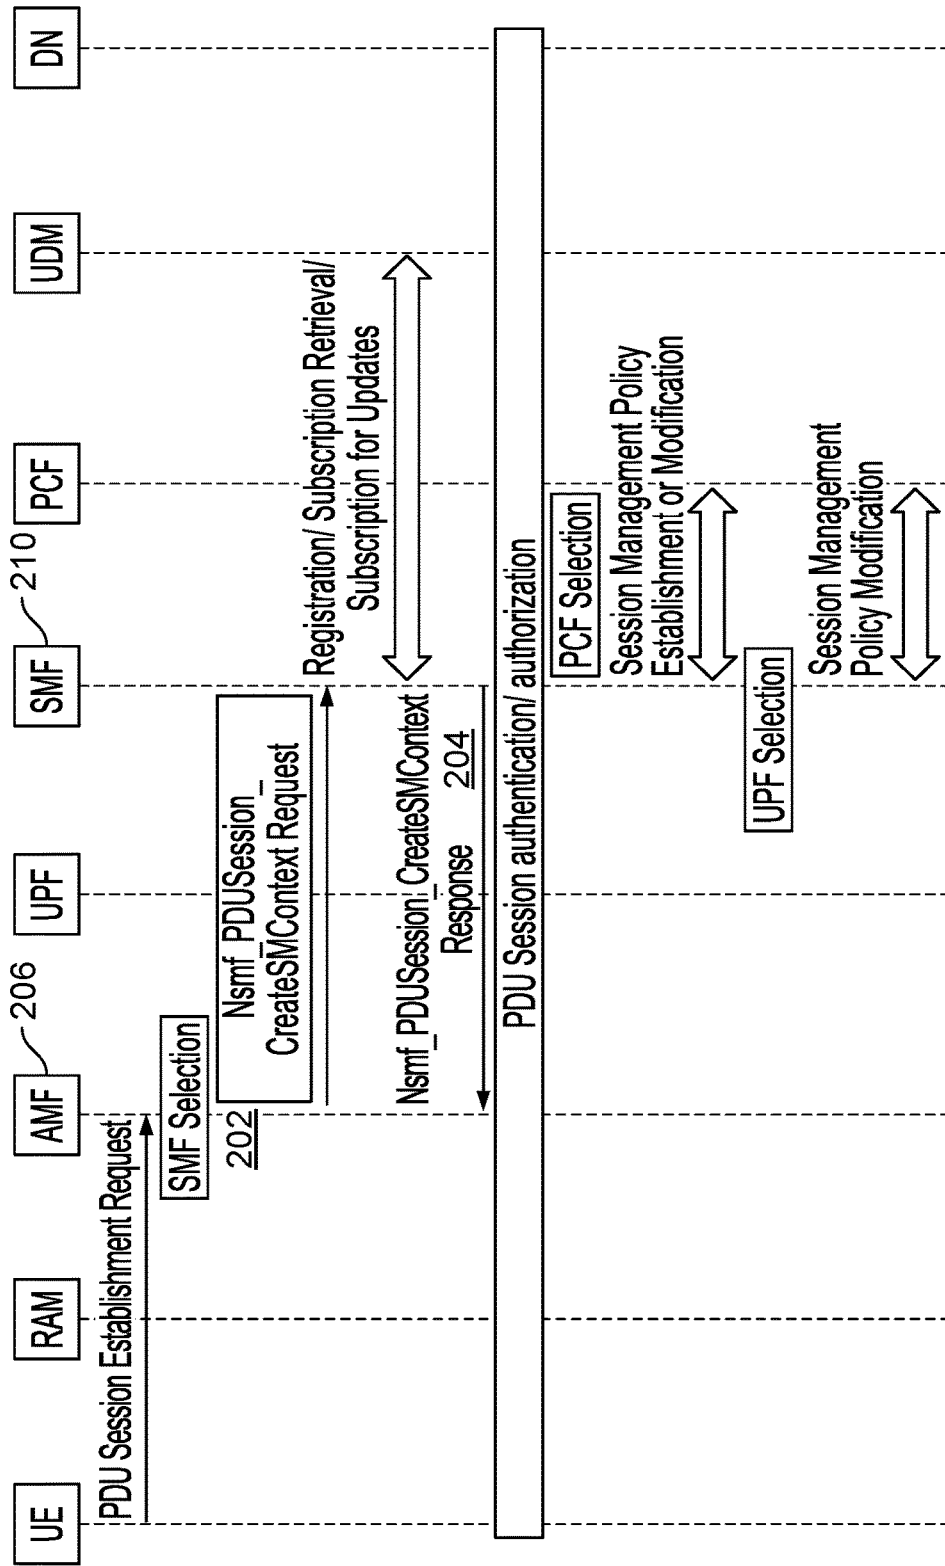 UE
RAM
AMF
206
UPF
SMF
210
PCF
UDM
DN
PDU Session Establishment Request
SMF Selection
202
Nsmf_PDUSession_
CreateSMContext Request
Registration/ Subscription Retrieval/
Subscription for Updates
Nsmf_PDUSession_CreateSMContext
Response
204
PDU Session authentication/ authorization
PCF Selection
Session Management Policy
Establishment or Modification
UPF Selection
Session Management
Policy Modification